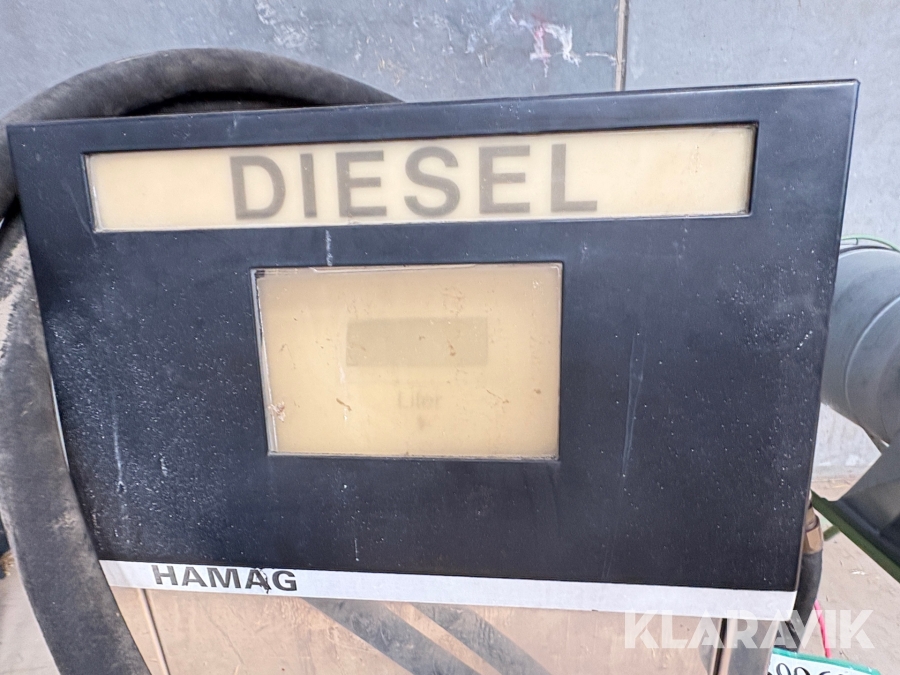 DIESEL
Liter
HAMAG
KLARAVIK